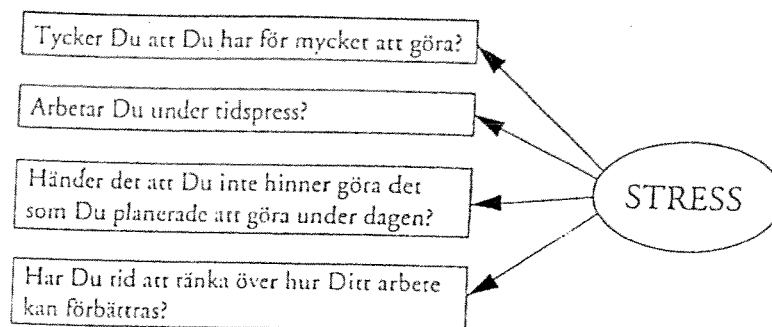 Tycker Du att Du har för mycket att göra?
Arbetar Du under tidspress?
Händer det att Du inte hinner göra det
som Du planerade att göra under dagen?
Har Du tid att tänka över hur Ditt arbete
kan förbättras?
STRESS